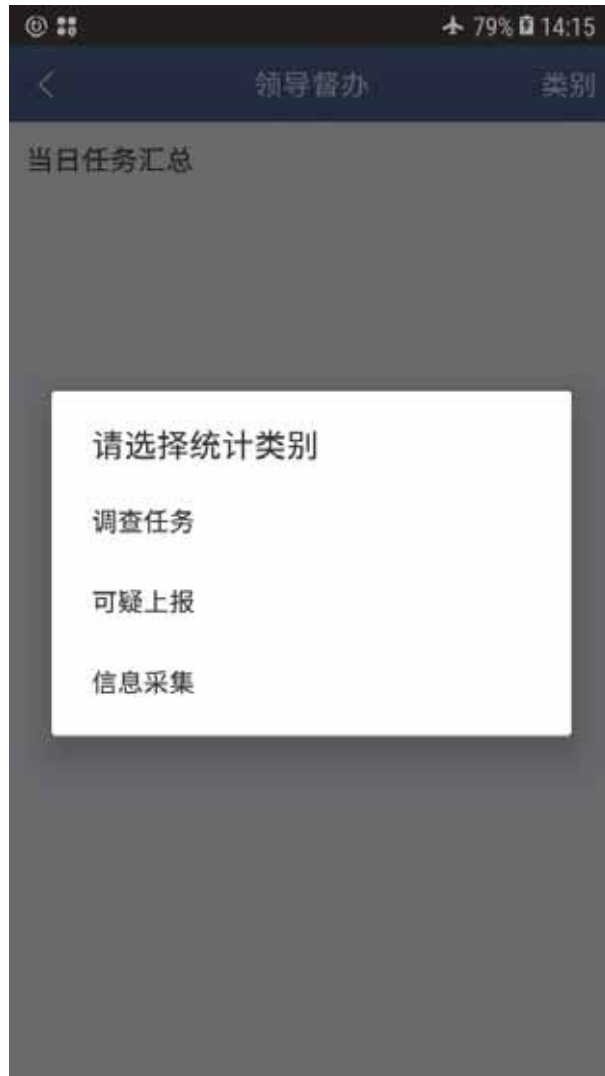 79% 14:15
领导督办 类别
当日任务汇总
请选择统计类别
调查任务
可疑上报
信息采集